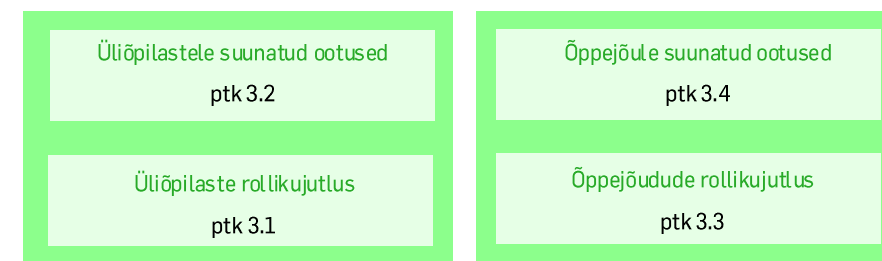 Üliõpilastele suunatud ootused
ptk 3.2
Üliõpilaste rollikujutlus
ptk 3.1
Õppejõule suunatud ootused
ptk 3.4
Õppejõudude rollikujutlus
ptk 3.3